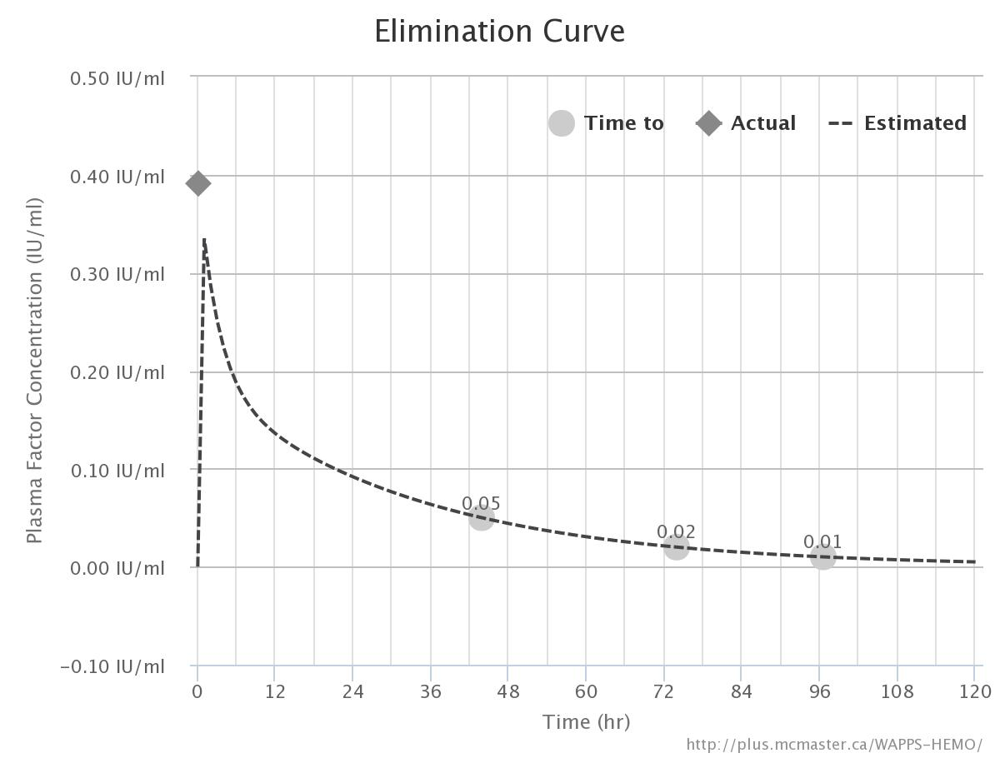 Elimination Curve
0.50 IU/ml
Time to
Actual
Estimated
0.40 IU/ml
0.30 IU/ml
0.20 IU/ml
0.10 IU/ml
0.00 IU/ml
−0.10 IU/ml
Plasma Factor Concentration (IU/ml)
0.05
0.02
0.01
0 12 24 36 48 60 72 84 96 108 120
Time (hr)
http://plus.mcmaster.ca/WAPPS-HEMO/